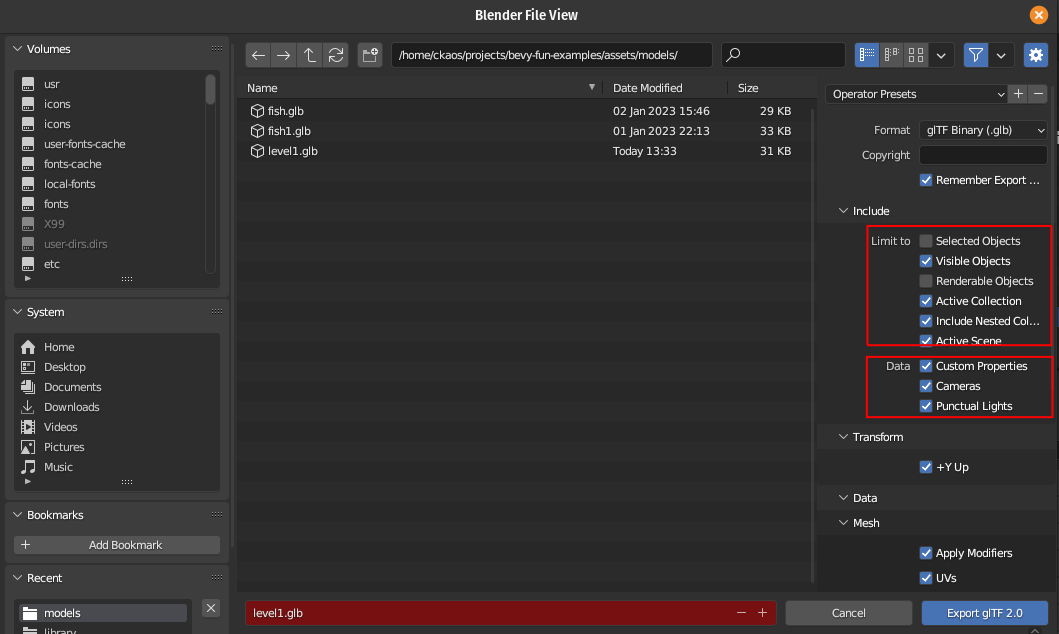 Blender File View
Volumes
usr
icons
icons
user-fonts-cache
fonts-cache
local-fonts
fonts
X99
user-dirs.dirs
etc
System
Home
Desktop
Documents
Downloads
Videos
Pictures
Music
Bookmarks
Add Bookmark
Recent
models
library
/home/ckaos/projects/bevy-fun-examples/assets/models/
Name Date Modified Size
fish.glb 02 Jan 2023 15:46 29 KB
fish1.glb 01 Jan 2023 22:13 33 KB
level1.glb Today 13:33 31 KB
level1.glb
Operator Presets
Format glTF Binary (.glb)
Copyright
Remember Export ...
Include
Limit to Selected Objects
Visible Objects
Renderable Objects
Active Collection
Include Nested Col...
Active Scene
Data Custom Properties
Cameras
Punctual Lights
Transform
+Y Up
Data
Mesh
Apply Modifiers
UVs
Cancel
Export glTF 2.0